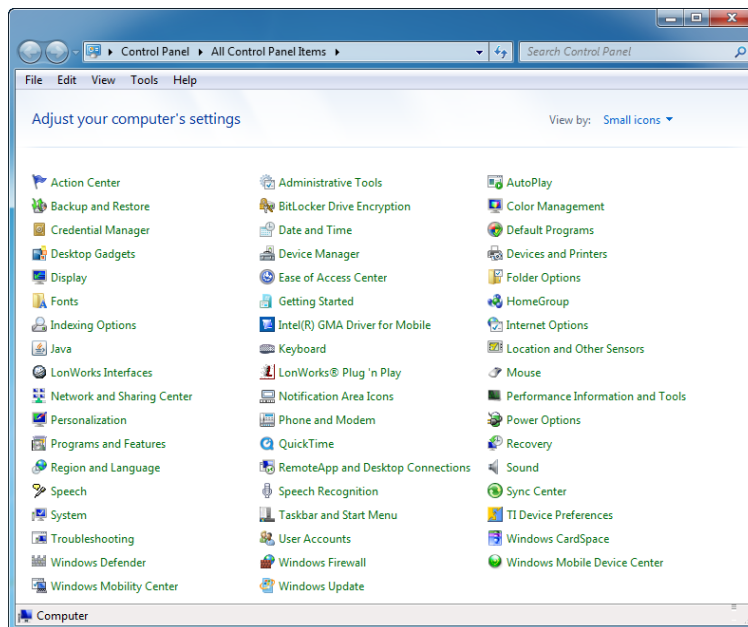 Control Panel All Control Panel Items Search Control Panel
File Edit View Tools Help
Adjust your computer's settings View by: Small icons
Action Center Administrative Tools AutoPlay
Backup and Restore BitLocker Drive Encryption Color Management
Credential Manager Date and Time Default Programs
Desktop Gadgets Device Manager Devices and Printers
Display Ease of Access Center Folder Options
Fonts Getting Started HomeGroup
Indexing Options Intel(R) GMA Driver for Mobile Internet Options
Java Keyboard Location and Other Sensors
LonWorks Interfaces LonWorks® Plug 'n Play Mouse
Network and Sharing Center Notification Area Icons Performance Information and Tools
Personalization Phone and Modem Power Options
Programs and Features QuickTime Recovery
Region and Language RemoteApp and Desktop Connections Sound
Speech Speech Recognition Sync Center
System Taskbar and Start Menu TI Device Preferences
Troubleshooting User Accounts Windows CardSpace
Windows Defender Windows Firewall Windows Mobile Device Center
Windows Mobility Center Windows Update
Computer